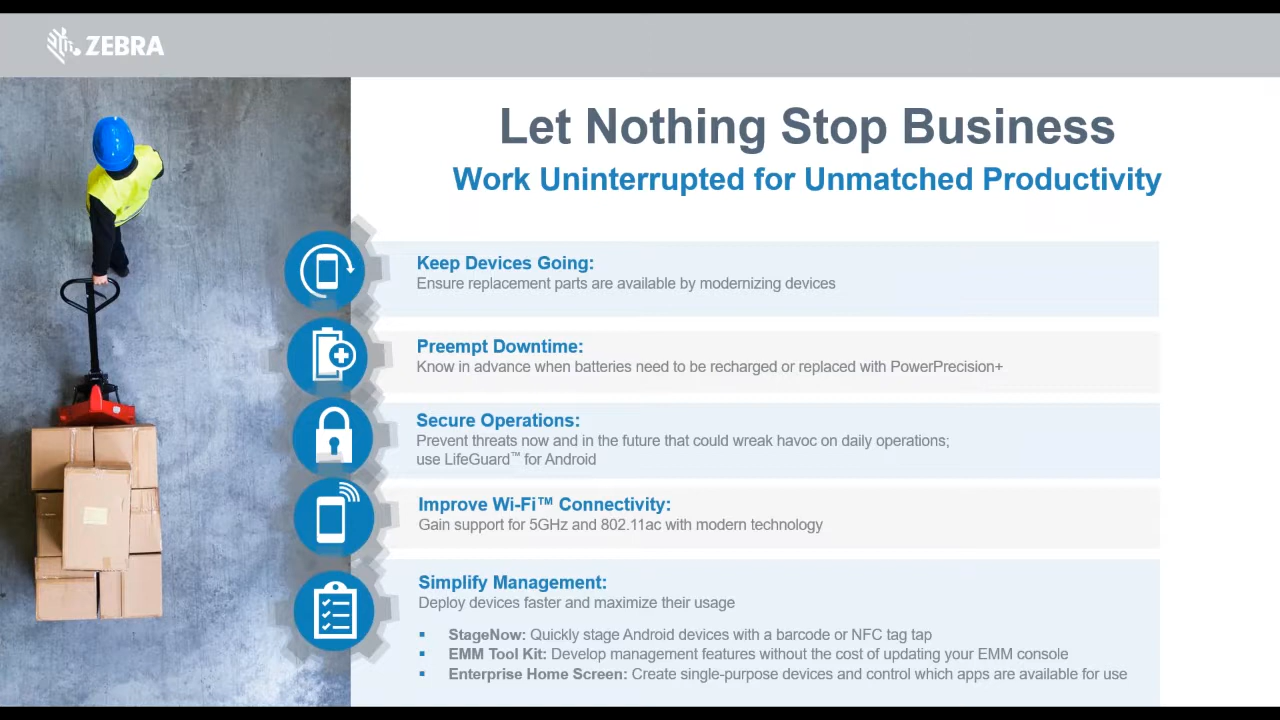 ZEBRA
Let Nothing Stop Business
Work Uninterrupted for Unmatched Productivity
Keep Devices Going:
Ensure replacement parts are available by modernizing devices
Preempt Downtime:
Know in advance when batteries need to be recharged or replaced with PowerPrecision+
Secure Operations:
Prevent threats now and in the future that could wreak havoc on daily operations;
use LifeGuard™ for Android
Improve Wi-Fi™ Connectivity:
Gain support for 5GHz and 802.11ac with modern technology
Simplify Management:
Deploy devices faster and maximize their usage
▪ StageNow: Quickly stage Android devices with a barcode or NFC tag tap
▪ EMM Tool Kit: Develop management features without the cost of updating your EMM console
▪ Enterprise Home Screen: Create single-purpose devices and control which apps are available for use